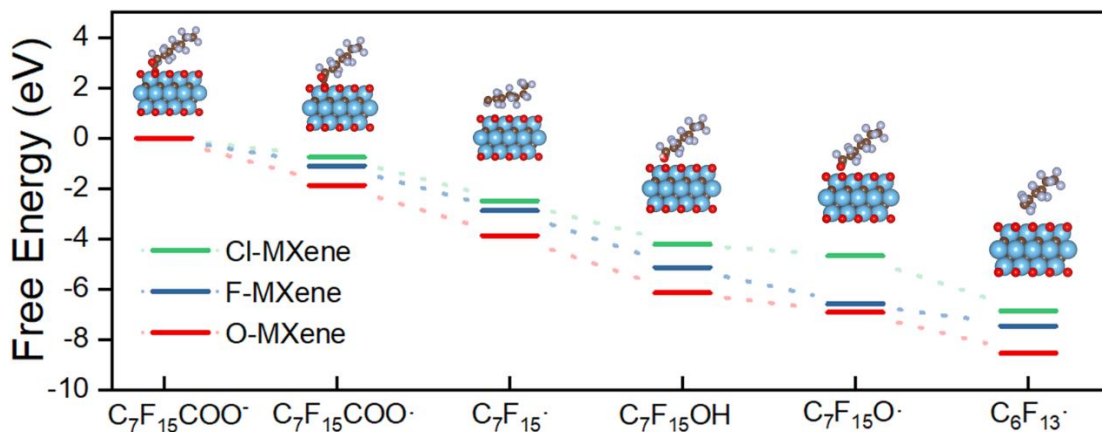 Free Energy (eV)
4
2
0
-2
-4
-6
-8
-10
Cl-MXene
F-MXene
O-MXene
C₇F₁₅COO⁻ C₇F₁₅COO· C₇F₁₅· C₇F₁₅OH C₇F₁₅O· C₆F₁₃·